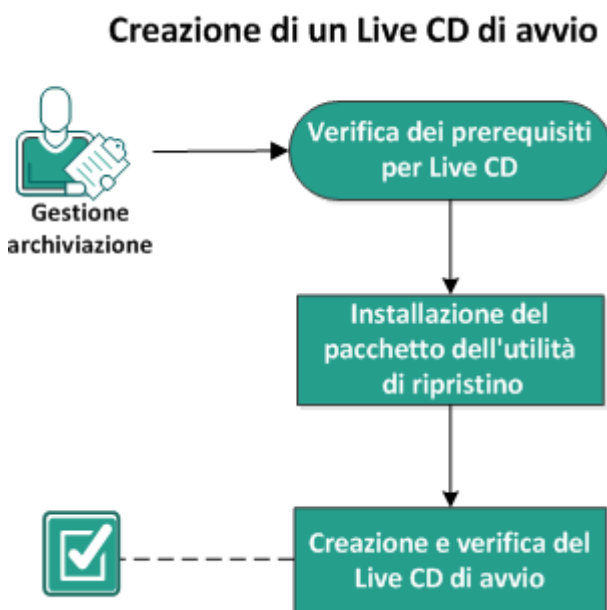 Creazione di un Live CD di avvio
Verifica dei prerequisiti
per Live CD
Gestione
archiviazione
Installazione del
pacchetto dell'utilità
di ripristino
Creazione e verifica del
Live CD di avvio